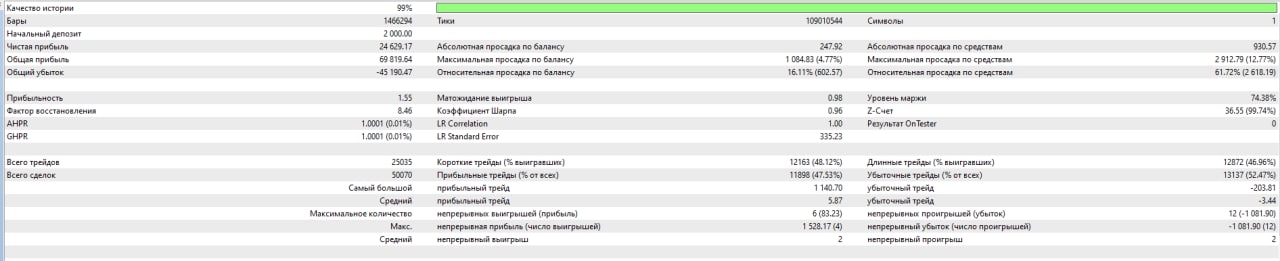 Качество истории 99%
Бары 1466294 Тики 109010544 Символы 1
Начальный депозит 2 000.00
Чистая прибыль 24 629.17 Абсолютная просадка по балансу 247.92 Абсолютная просадка по средствам 930.57
Общая прибыль 69 819.64 Максимальная просадка по балансу 1 084.83 (4.77%) Максимальная просадка по средствам 2 912.79 (12.77%)
Общий убыток -45 190.47 Относительная просадка по балансу 16.11% (602.57) Относительная просадка по средствам 61.72% (2 618.19)
Прибыльность 1.55 Матожидание выигрыша 0.98 Уровень маржи 74.38%
Фактор восстановления 8.46 Коэффициент Шарпа 0.96 Z-Счет 36.55 (99.74%)
AHPR 1.0001 (0.01%) LR Correlation 1.00 Результат OnTester 0
GHPR 1.0001 (0.01%) LR Standard Error 335.23
Всего трейдов 25035 Короткие трейды (% выигравших) 12163 (48.12%) Длинные трейды (% выигравших) 12872 (46.96%)
Всего сделок 50070 Прибыльные трейды (% от всех) 11898 (47.53%) Убыточные трейды (% от всех) 13137 (52.47%)
Самый большой прибыльный трейд 1 140.70 убыточный трейд -203.81
Средний прибыльный трейд 5.87 убыточный трейд -3.44
Максимальное количество непрерывных выигрышей (прибыль) 6 (83.23) непрерывных проигрышей (убыток) 12 (-1 081.90)
Макс. непрерывная прибыль (число выигрышей) 1 528.17 (4) непрерывный убыток (число проигрышей) -1 081.90 (12)
Средний непрерывный выигрыш 2 непрерывный проигрыш 2